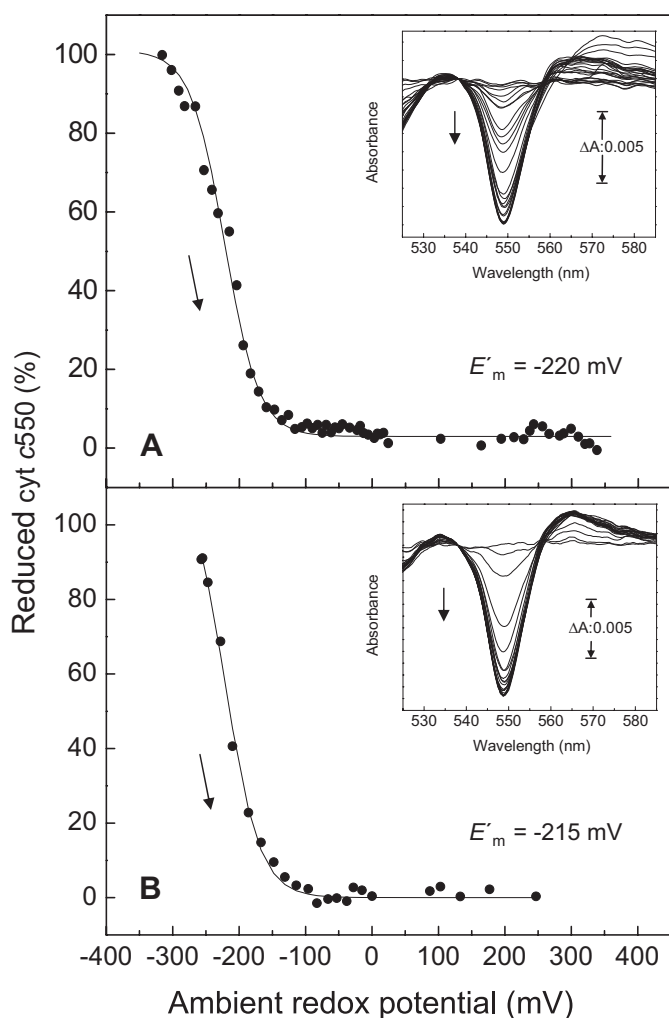 100
80
60
40
20
0
A
E′m = -220 mV
Absorbance
ΔA:0.005
530 540 550 560 570 580
Wavelength (nm)
Reduced cyt c550 (%)
100
80
60
40
20
0
B
E′m = -215 mV
Absorbance
ΔA:0.005
530 540 550 560 570 580
Wavelength (nm)
-400 -300 -200 -100 0 100 200 300 400
Ambient redox potential (mV)